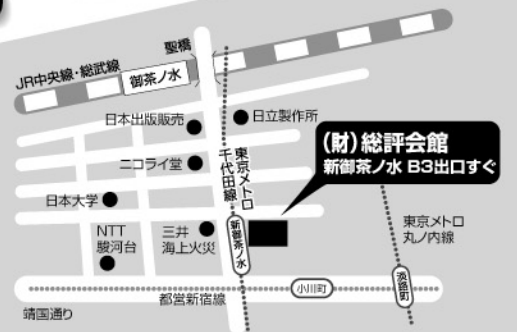 聖橋
JR中央線・総武線
御茶ノ水
日本出版販売
日立製作所
ニコライ堂
東京メトロ
千代田線
(財)総評会館
新御茶ノ水 B3出口すぐ
日本大学
NTT
駿河台
三井
海上火災
新御茶ノ水
東京メトロ
丸ノ内線
都営新宿線
小川町
淡路町
靖国通り